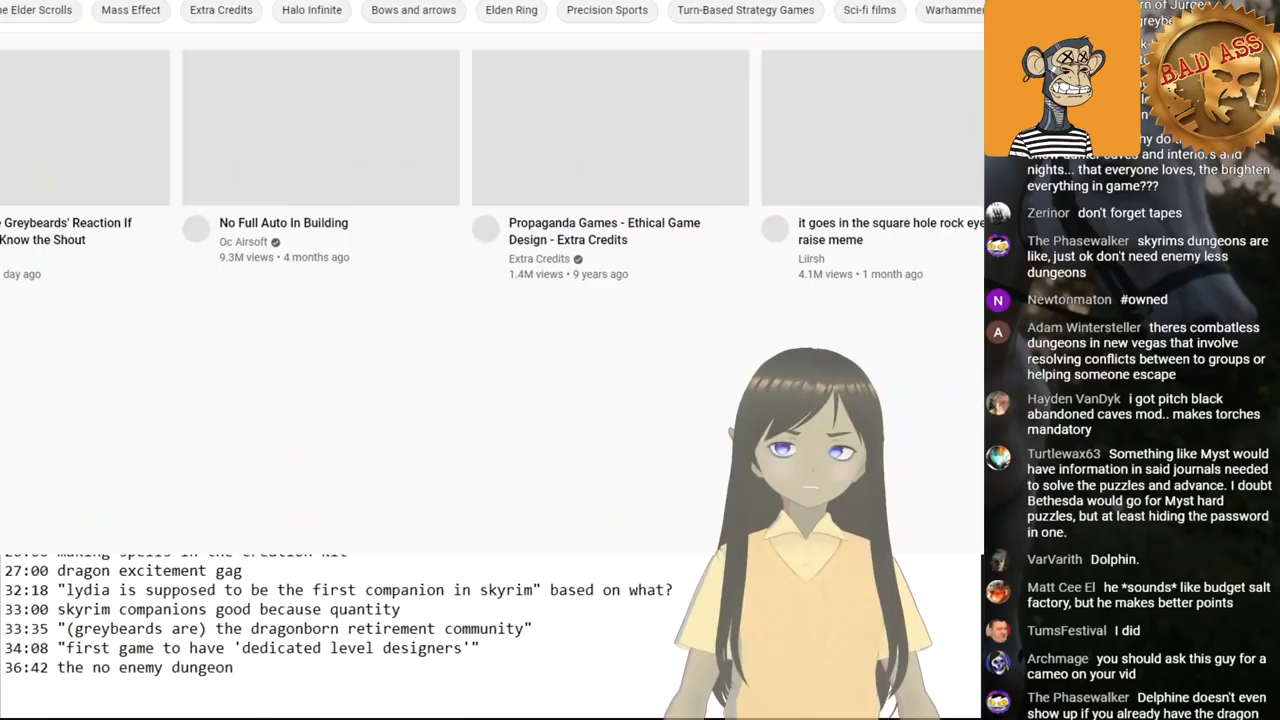 e Elder Scrolls
Mass Effect
Extra Credits
Halo Infinite
Bows and arrows
Elden Ring
Precision Sports
Turn-Based Strategy Games
Sci-fi films
Warhammer
Greybeards' Reaction If
Know the Shout
day ago
No Full Auto In Building
Oc Airsoft
9.3M views • 4 months ago
Propaganda Games - Ethical Game
Design - Extra Credits
Extra Credits
1.4M views • 9 years ago
it goes in the square hole rock eye
raise meme
Liirsh
4.1M views • 1 month ago
making spells in the creation kit
27:00 dragon excitement gag
32:18 "lydia is supposed to be the first companion in skyrim" based on what?
33:00 skyrim companions good because quantity
33:35 "(greybeards are) the dragonborn retirement community"
34:08 "first game to have 'dedicated level designers'"
36:42 the no enemy dungeon
BAD ASS
nights... that everyone loves, the brighten
everything in game???
Zerinor don't forget tapes
The Phasewalker skyrims dungeons are
like, just ok don't need enemy less
dungeons
Newtonmaton #owned
Adam Wintersteller theres combatless
dungeons in new vegas that involve
resolving conflicts between to groups or
helping someone escape
Hayden VanDyk i got pitch black
abandoned caves mod.. makes torches
mandatory
Turtlewax63 Something like Myst would
have information in said journals needed
to solve the puzzles and advance. I doubt
Bethesda would go for Myst hard
puzzles, but at least hiding the password
in one.
VarVarith Dolphin.
Matt Cee El he *sounds* like budget salt
factory, but he makes better points
TumsFestival I did
Archmage you should ask this guy for a
cameo on your vid
The Phasewalker Delphine doesn't even
show up if you already have the dragon